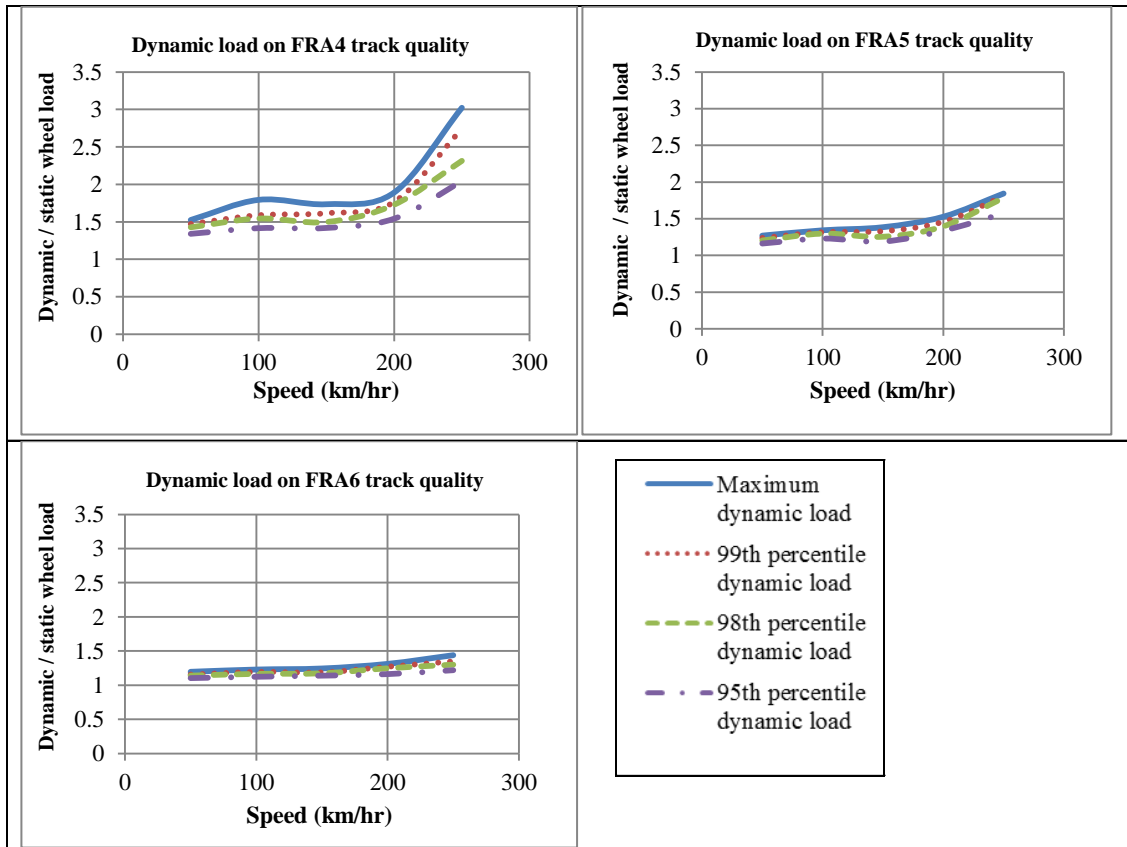 Dynamic load on FRA4 track quality
Dynamic / static wheel load
3.5
3
2.5
2
1.5
1
0.5
0
0
100
200
300
Speed (km/hr)
Dynamic load on FRA5 track quality
Dynamic / static wheel load
3.5
3
2.5
2
1.5
1
0.5
0
0
100
200
300
Speed (km/hr)
Dynamic load on FRA6 track quality
Dynamic / static wheel load
3.5
3
2.5
2
1.5
1
0.5
0
0
100
200
300
Speed (km/hr)
Maximum
dynamic load
99th percentile
dynamic load
98th percentile
dynamic load
95th percentile
dynamic load